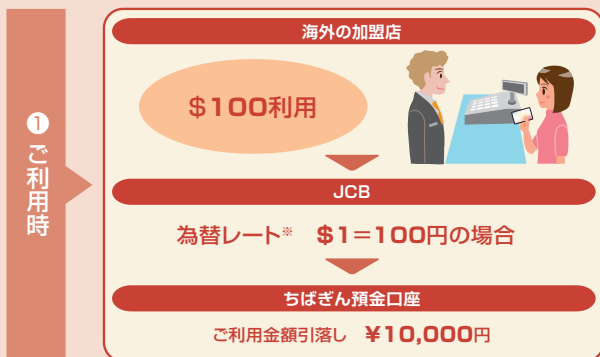 ❶ご利用時
海外の加盟店
$100利用
JCB
為替レート※ $1=100円の場合
ちばぎん預金口座
ご利用金額引落し ¥10,000円